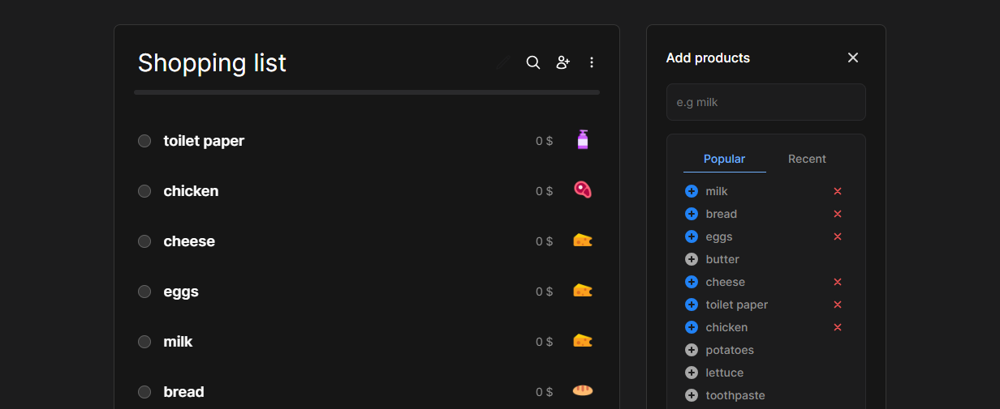 Shopping list
toilet paper 0 $
chicken 0 $
cheese 0 $
eggs 0 $
milk 0 $
bread 0 $
Add products
e.g milk
Popular Recent
milk
bread
eggs
butter
cheese
toilet paper
chicken
potatoes
lettuce
toothpaste